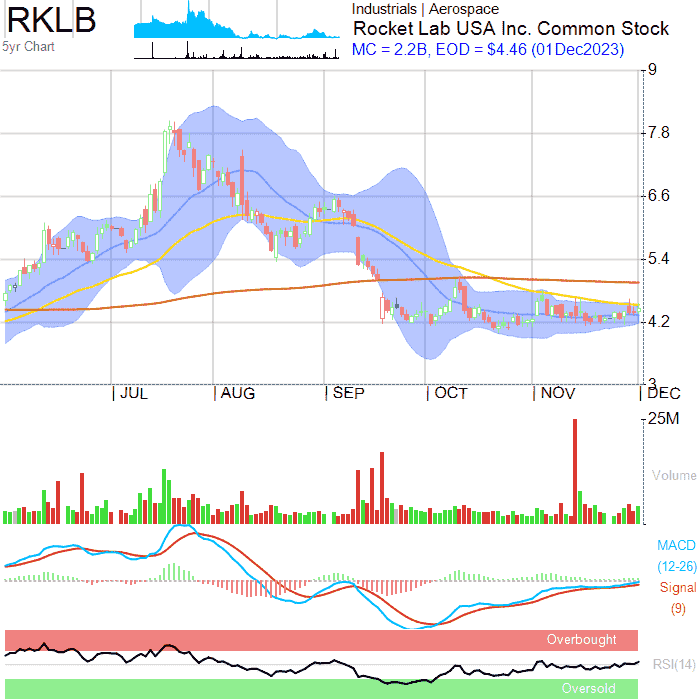 RKLB
5yr Chart
Industrials | Aerospace
Rocket Lab USA Inc. Common Stock
MC = 2.2B, EOD = $4.46 (01Dec2023)
9
7.8
6.6
5.4
4.2
3
JUL AUG SEP OCT NOV DEC
25M
Volume
MACD
(12-26)
Signal
(9)
Overbought
RSI(14)
Oversold